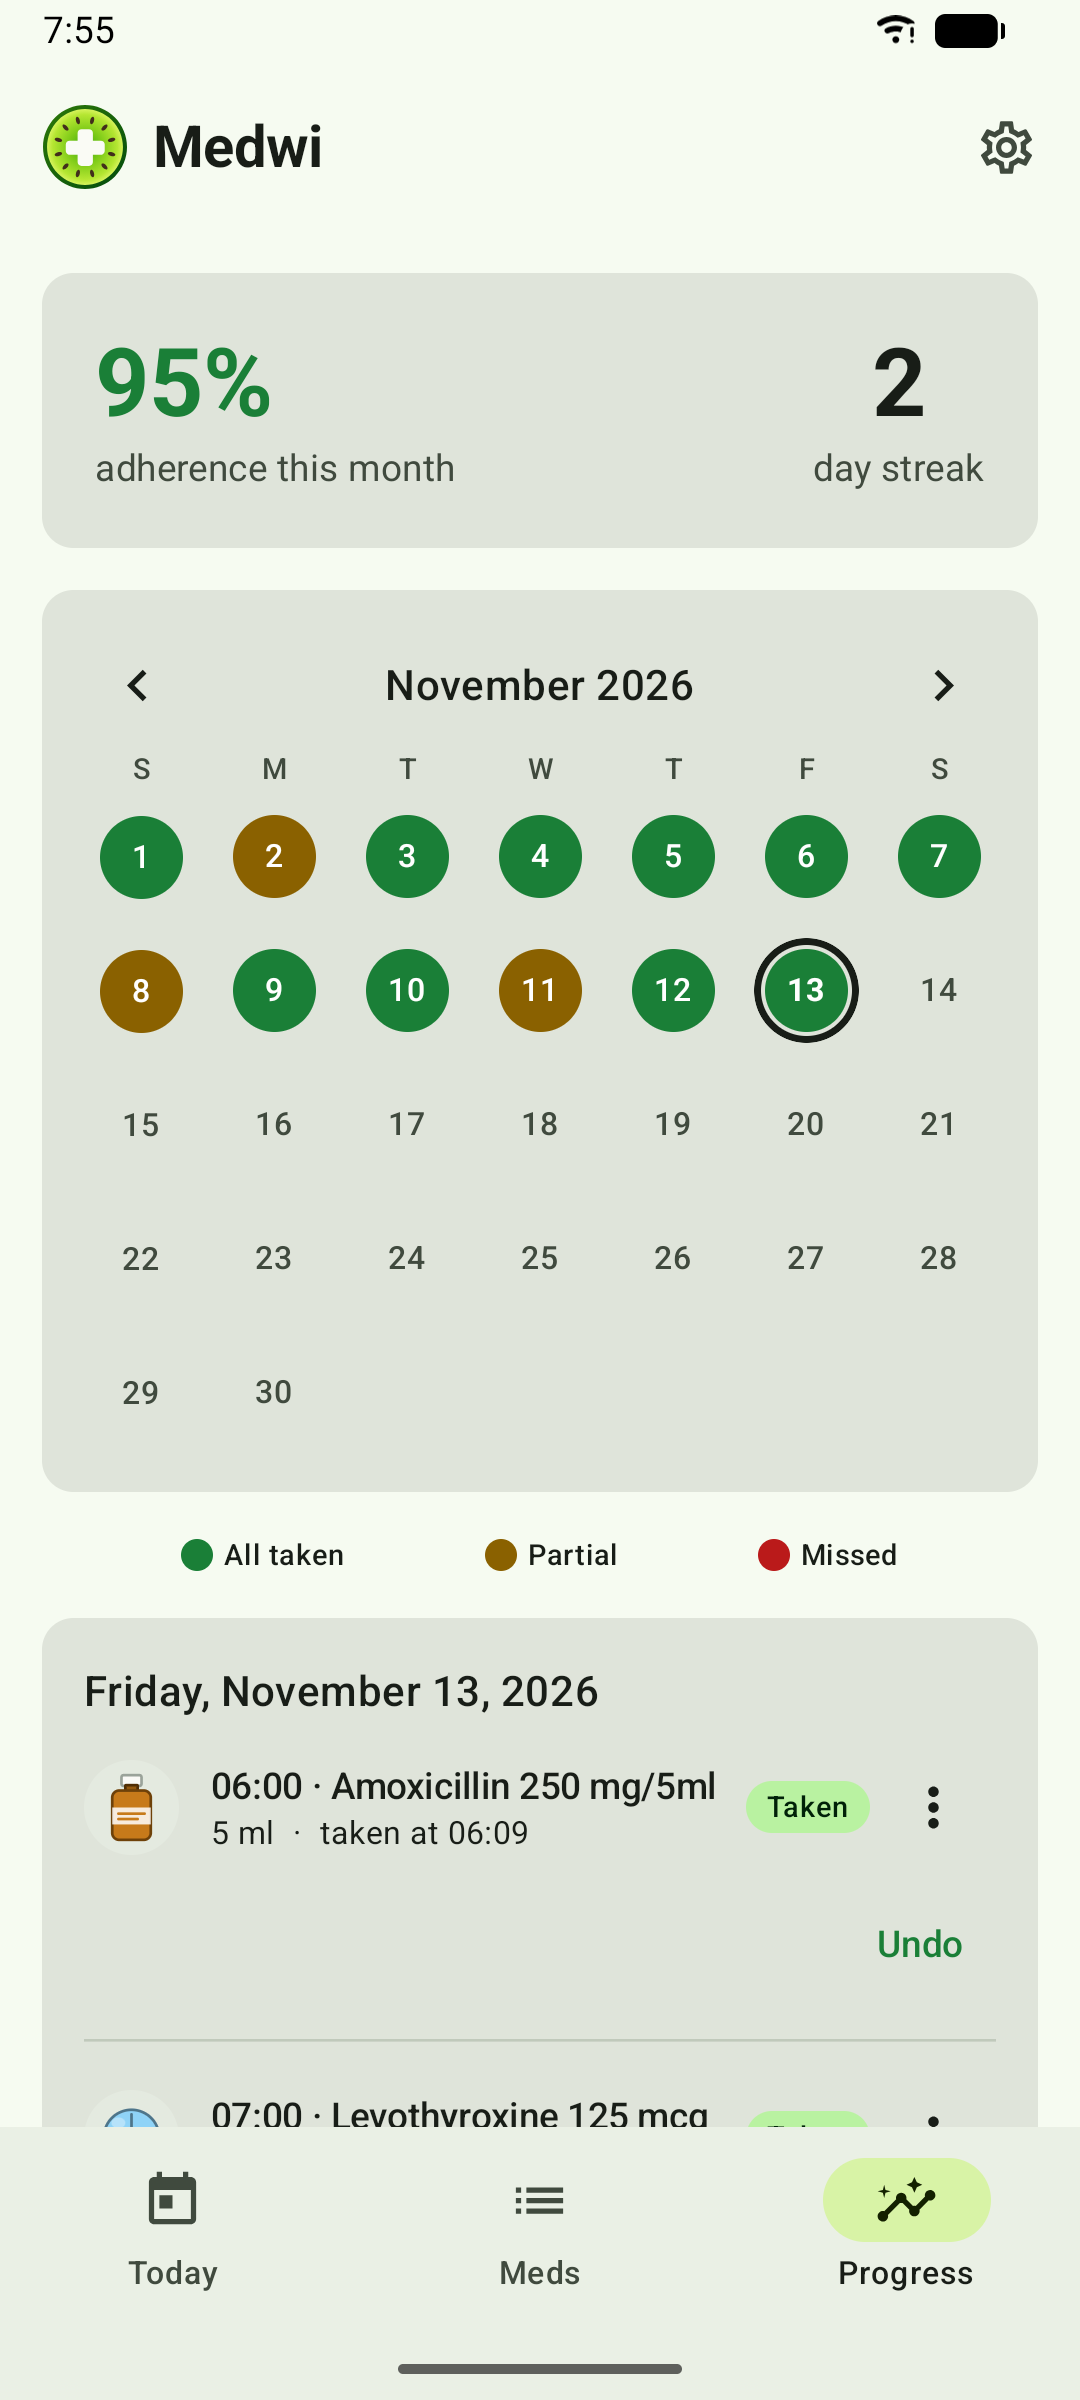 7:55
Medwi
95%
adherence this month
2
day streak
November 2026
S M T W T F S
1 2 3 4 5 6 7
8 9 10 11 12 13 14
15 16 17 18 19 20 21
22 23 24 25 26 27 28
29 30
All taken Partial Missed
Friday, November 13, 2026
06:00 · Amoxicillin 250 mg/5ml
5 ml · taken at 06:09
Taken
Undo
07:00 · Levothyroxine 125 mcg
Today Meds Progress